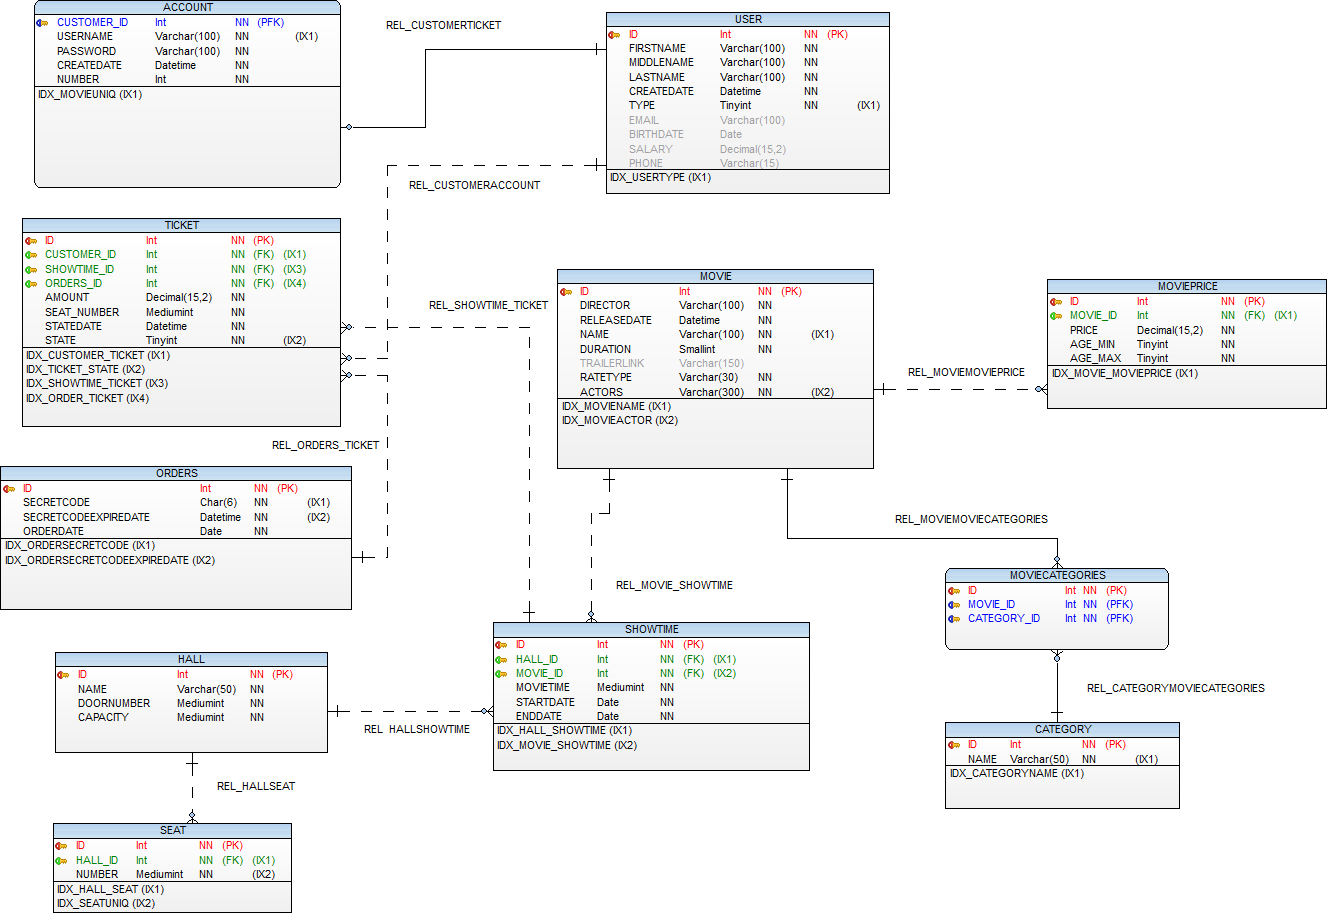 ACCOUNT
CUSTOMER_ID Int NN (PFK)
USERNAME Varchar(100) NN (IX1)
PASSWORD Varchar(100) NN
CREATEDATE Datetime NN
NUMBER Int NN
IDX_MOVIEUNIQ (IX1)
REL_CUSTOMERTICKET
USER
ID Int NN (PK)
FIRSTNAME Varchar(100) NN
MIDDLENAME Varchar(100) NN
LASTNAME Varchar(100) NN
CREATEDATE Datetime NN
TYPE Tinyint NN (IX1)
EMAIL Varchar(100)
BIRTHDATE Date
SALARY Decimal(15,2)
PHONE Varchar(15)
IDX_USERTYPE (IX1)
REL_CUSTOMERACCOUNT
TICKET
ID Int NN (PK)
CUSTOMER_ID Int NN (FK) (IX1)
SHOWTIME_ID Int NN (FK) (IX3)
ORDERS_ID Int NN (FK) (IX4)
AMOUNT Decimal(15,2) NN
SEAT_NUMBER Mediumint NN
STATEDATE Datetime NN
STATE Tinyint NN (IX2)
IDX_CUSTOMER_TICKET (IX1)
IDX_TICKET_STATE (IX2)
IDX_SHOWTIME_TICKET (IX3)
IDX_ORDER_TICKET (IX4)
REL_SHOWTIME_TICKET
MOVIE
ID Int NN (PK)
DIRECTOR Varchar(100) NN
RELEASEDATE Datetime NN
NAME Varchar(100) NN (IX1)
DURATION Smallint NN
TRAILERLINK Varchar(150)
RATETYPE Varchar(30) NN
ACTORS Varchar(300) NN (IX2)
IDX_MOVIENAME (IX1)
IDX_MOVIEACTOR (IX2)
REL_MOVIEMOVIEPRICE
MOVIEPRICE
ID Int NN (PK)
MOVIE_ID Int NN (FK) (IX1)
PRICE Decimal(15,2) NN
AGE_MIN Tinyint NN
AGE_MAX Tinyint NN
IDX_MOVIE_MOVIEPRICE (IX1)
REL_ORDERS_TICKET
ORDERS
ID Int NN (PK)
SECRETCODE Char(6) NN (IX1)
SECRETCODEEXPIREDATE Datetime NN (IX2)
ORDERDATE Date NN
IDX_ORDERSECRETCODE (IX1)
IDX_ORDERSECRETCODEEXPIREDATE (IX2)
REL_MOVIEMOVIECATEGORIES
REL_MOVIE_SHOWTIME
MOVIECATEGORIES
ID Int NN (PK)
MOVIE_ID Int NN (PFK)
CATEGORY_ID Int NN (PFK)
SHOWTIME
ID Int NN (PK)
HALL_ID Int NN (FK) (IX1)
MOVIE_ID Int NN (FK) (IX2)
MOVIETIME Mediumint NN
STARTDATE Date NN
ENDDATE Date NN
IDX_HALL_SHOWTIME (IX1)
IDX_MOVIE_SHOWTIME (IX2)
HALL
ID Int NN (PK)
NAME Varchar(50) NN
DOORNUMBER Mediumint NN
CAPACITY Mediumint NN
REL_HALLSHOWTIME
REL_CATEGORYMOVIECATEGORIES
CATEGORY
ID Int NN (PK)
NAME Varchar(50) NN (IX1)
IDX_CATEGORYNAME (IX1)
REL_HALLSEAT
SEAT
ID Int NN (PK)
HALL_ID Int NN (FK) (IX1)
NUMBER Mediumint NN (IX2)
IDX_HALL_SEAT (IX1)
IDX_SEATUNIQ (IX2)